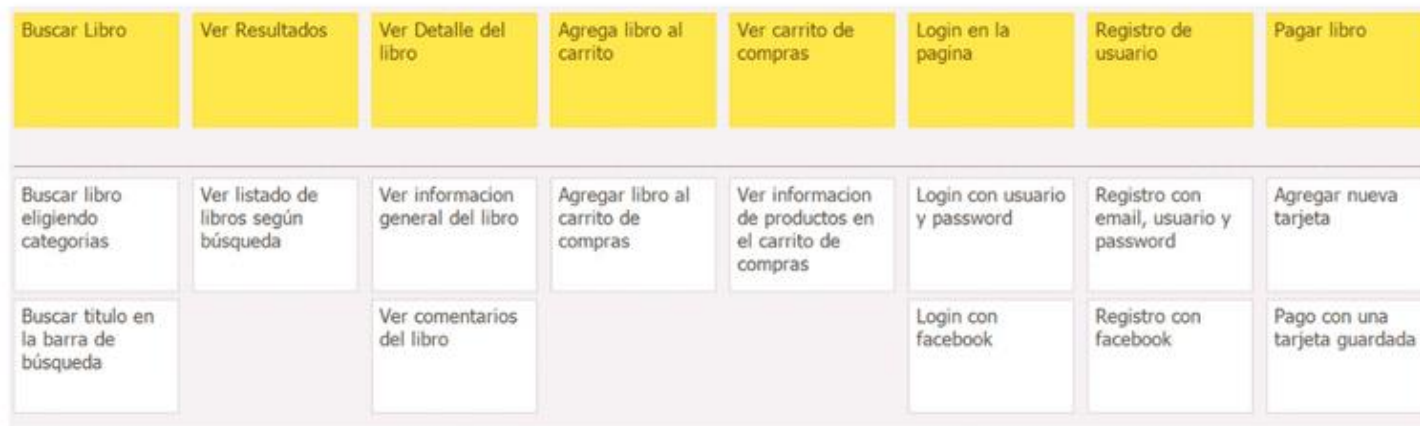 Buscar Libro
Ver Resultados
Ver Detalle del
libro
Agrega libro al
carrito
Ver carrito de
compras
Login en la
pagina
Registro de
usuario
Pagar libro
Buscar libro
eligiendo
categorias
Ver listado de
libros según
búsqueda
Ver informacion
general del libro
Agregar libro al
carrito de
compras
Ver informacion
de productos en
el carrito de
compras
Login con usuario
y password
Registro con
email, usuario y
password
Agregar nueva
tarjeta
Buscar titulo en
la barra de
búsqueda
Ver comentarios
del libro
Login con
facebook
Registro con
facebook
Pago con una
tarjeta guardada